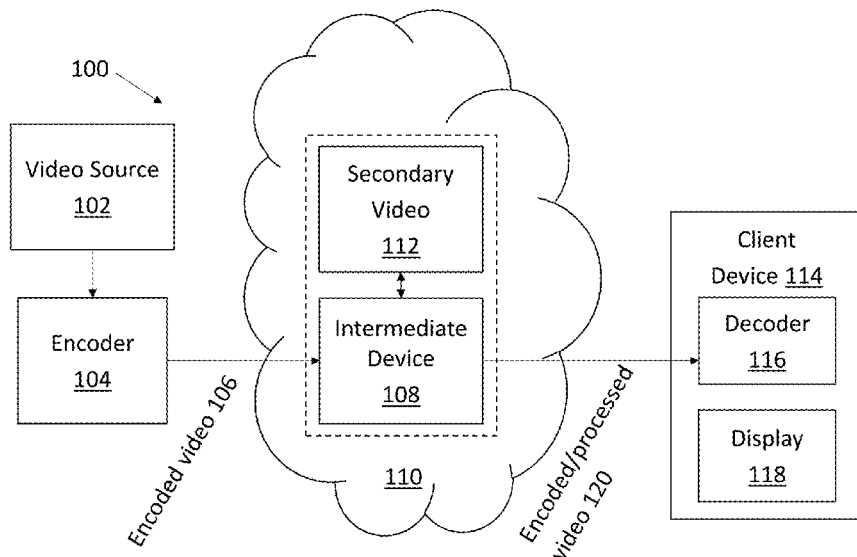 100
Video Source
102
Encoder
104
Encoded video 106
Secondary
Video
112
Intermediate
Device
108
110
Encoded/processed
video 120
Client
Device 114
Decoder
116
Display
118